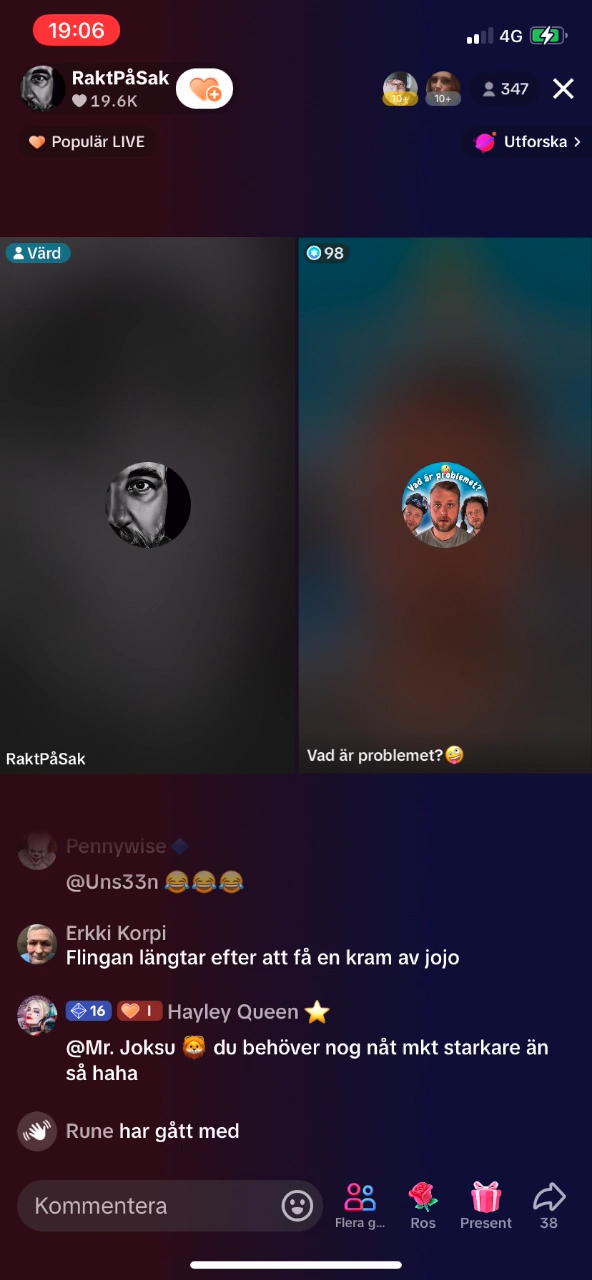 19:06
4G
RaktPåSak
19.6K
10+
10+
347
Populär LIVE
Utforska >
Värd
98
Vad är problemet?
RaktPåSak
Vad är problemet?🤪
Pennywise
@Uns33n 😂😂😂
Erkki Korpi
Flingan längtar efter att få en kram av jojo
16 I Hayley Queen ⭐
@Mr. Joksu 🦁 du behöver nog nåt mkt starkare än
så haha
Rune har gått med
Kommentera
Flera g...
Ros
Present
38